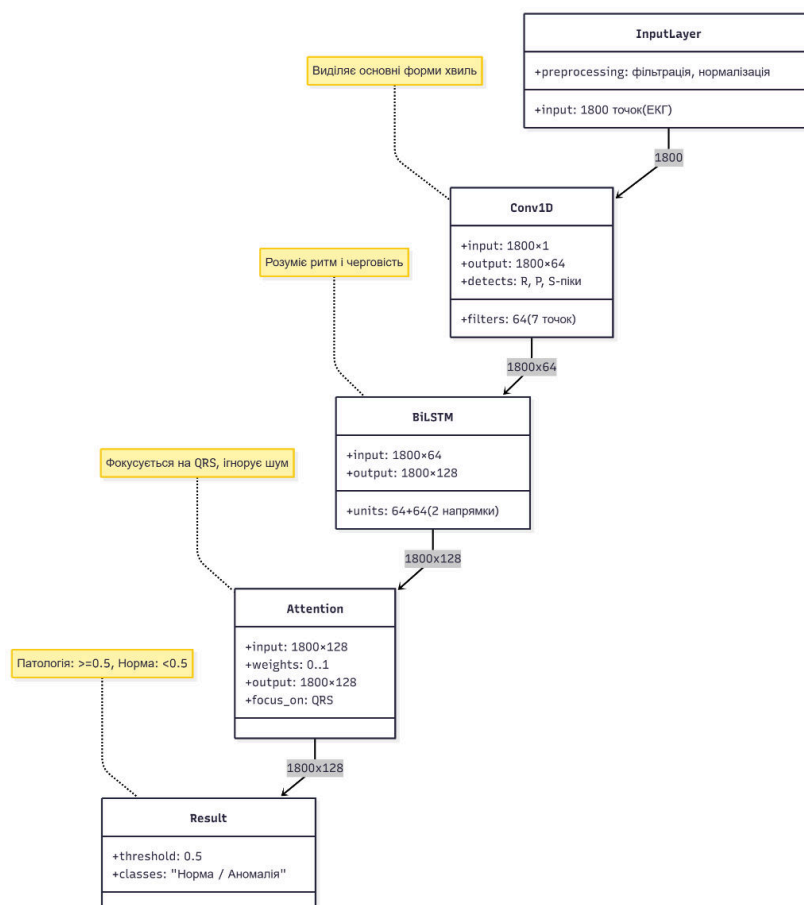 InputLayer
+preprocessing: фільтрація, нормалізація
+input: 1800 точок(ЕКГ)
Виділяє основні форми хвиль
1800
Conv1D
+input: 1800×1
+output: 1800×64
+detects: R, P, S-піки
+filters: 64(7 точок)
Розуміє ритм і черговість
1800x64
BiLSTM
+input: 1800×64
+output: 1800×128
+units: 64+64(2 напрямки)
Фокусується на QRS, ігнорує шум
1800x128
Attention
+input: 1800×128
+weights: 0..1
+output: 1800×128
+focus_on: QRS
Патологія: >=0.5, Норма: <0.5
1800x128
Result
+threshold: 0.5
+classes: "Норма / Аномалія"